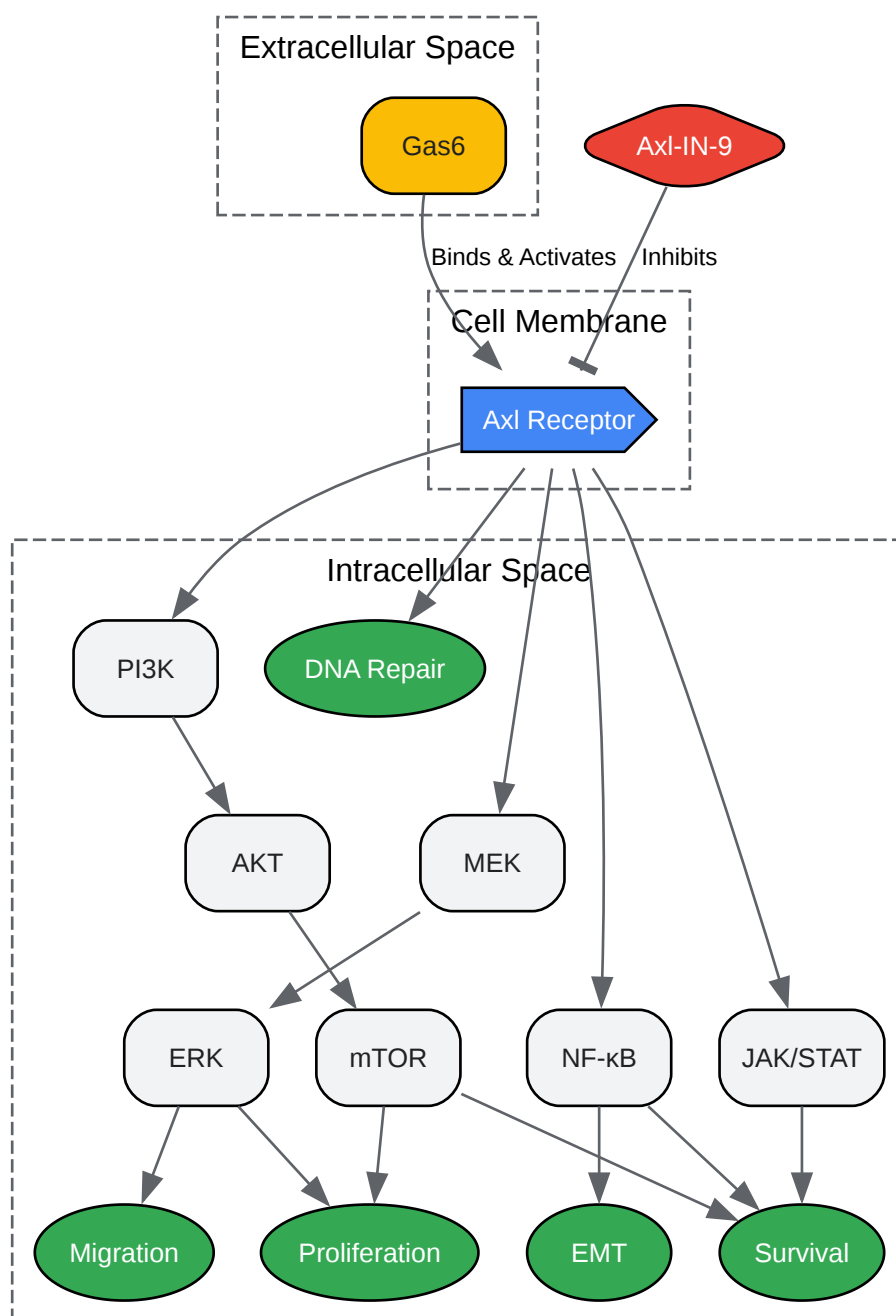 Extracellular Space
Gas6
Axl-IN-9
Binds & Activates
Inhibits
Cell Membrane
Axl Receptor
Intracellular Space
PI3K
DNA Repair
AKT
MEK
ERK
mTOR
NF-κB
JAK/STAT
Migration
Proliferation
EMT
Survival